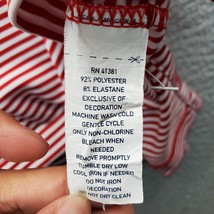 RN 41381
92% POLYESTER
8% ELASTANE
EXCLUSIVE OF
DECORATION
MACHINE WASH COLD
GENTLE CYCLE
ONLY NON-CHLORINE
BLEACH WHEN
NEEDED
REMOVE PROMPTLY
TUMBLE DRY LOW
COOL IRON IF NEEDED
DO NOT IRON
DECORATION
DO NOT DRY CLEAN